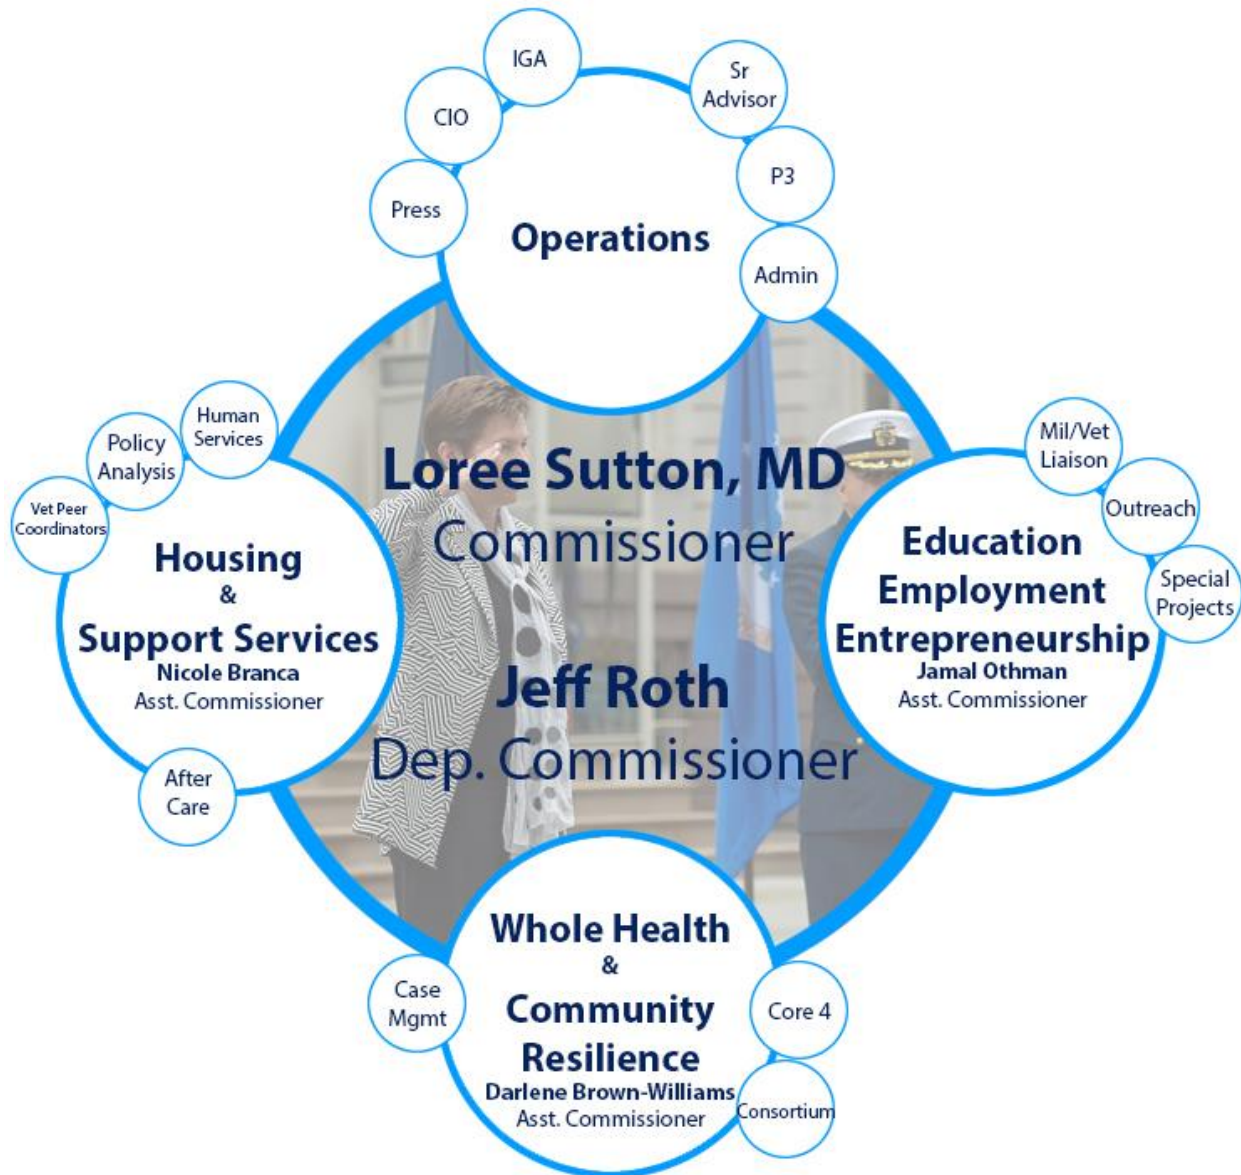 IGA
Sr
Advisor
CIO
P3
Press
Operations
Admin
Human
Services
Policy
Analysis
Vet Peer
Coordinators
Housing
&
Support Services
Nicole Branca
Asst. Commissioner
After
Care
Loree Sutton, MD
Commissioner
Jeff Roth
Dep. Commissioner
Mil/Vet
Liaison
Outreach
Special
Projects
Education
Employment
Entrepreneurship
Jamal Othman
Asst. Commissioner
Whole Health
&
Community
Resilience
Darlene Brown-Williams
Asst. Commissioner
Case
Mgmt
Core 4
Consortium